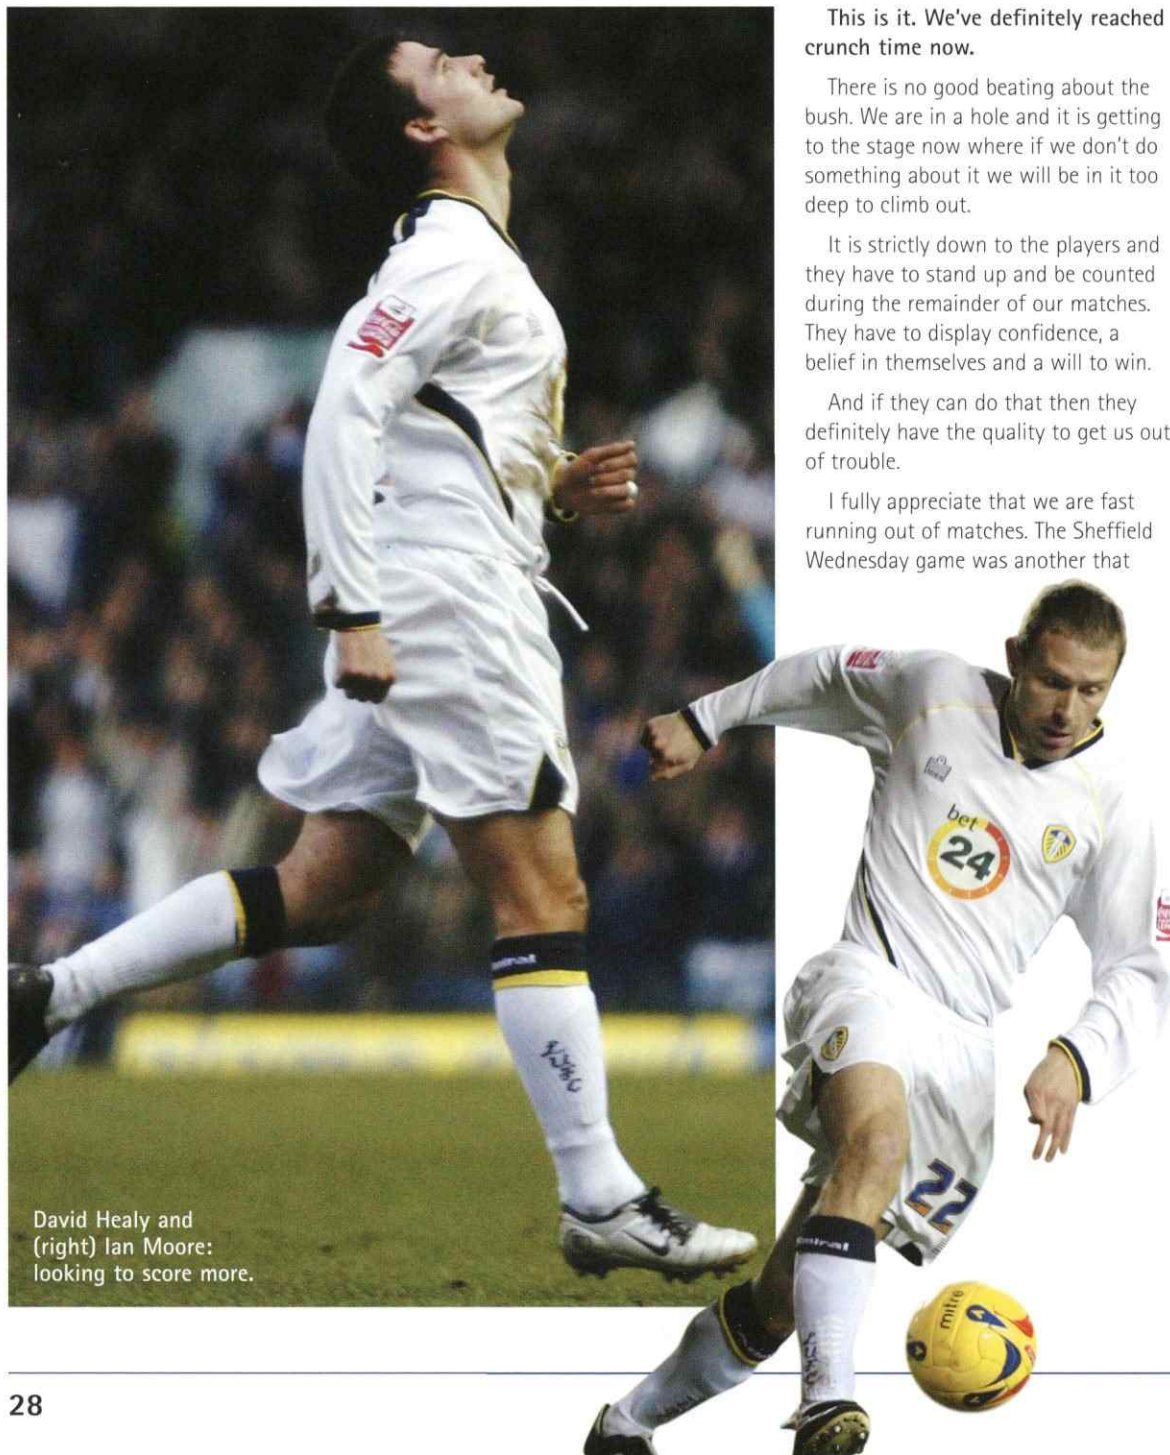 This is it. We've definitely reached
crunch time now.
There is no good beating about the
bush. We are in a hole and it is getting
to the stage now where if we don't do
something about it we will be in it too
deep to climb out.
It is strictly down to the players and
they have to stand up and be counted
during the remainder of our matches.
They have to display confidence, a
belief in themselves and a will to win.
And if they can do that then they
definitely have the quality to get us out
of trouble.
I fully appreciate that we are fast
running out of matches. The Sheffield
Wednesday game was another that
bet
24
22
mitre
David Healy and
(right) Ian Moore:
looking to score more.
28